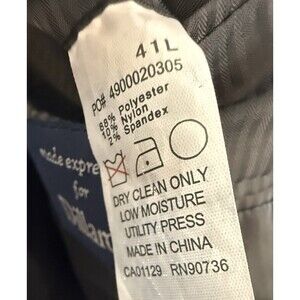 41L
PO# 4900020305
88% Polyester
10% Nylon
2% Spandex
DRY CLEAN ONLY
LOW MOISTURE
UTILITY PRESS
MADE IN CHINA
CA01129 RN90736
made expre
for
Dillar